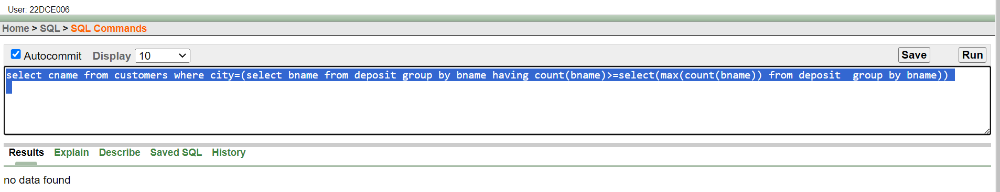 User: 22DCE006
Home > SQL > SQL Commands
Autocommit Display 10 Save Run
select cname from customers where city=(select bname from deposit group by bname having count(bname)>=select(max(count(bname)) from deposit  group by bname))
Results Explain Describe Saved SQL History
no data found